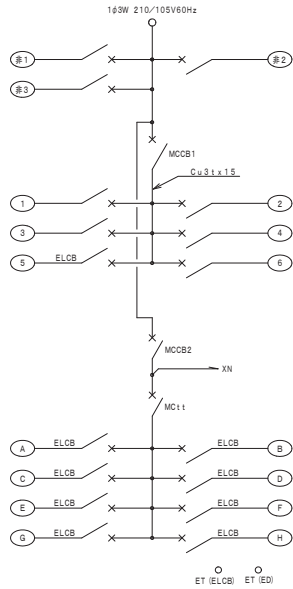 1φ3W 210/105V60Hz
非1 非2
非3
MCCB1
Cu3tx15
1 2
3 4
5 ELCB 6
MCCB2
XN
MCtt
A ELCB ELCB B
C ELCB ELCB D
E ELCB ELCB F
G ELCB ELCB H
ET (ELCB) ET (ED)